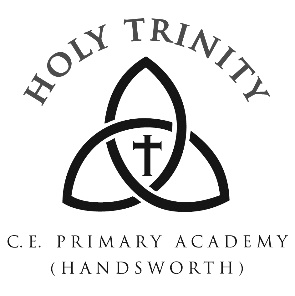 HOLY TRINITY
C.E. PRIMARY ACADEMY
(HANDSWORTH)